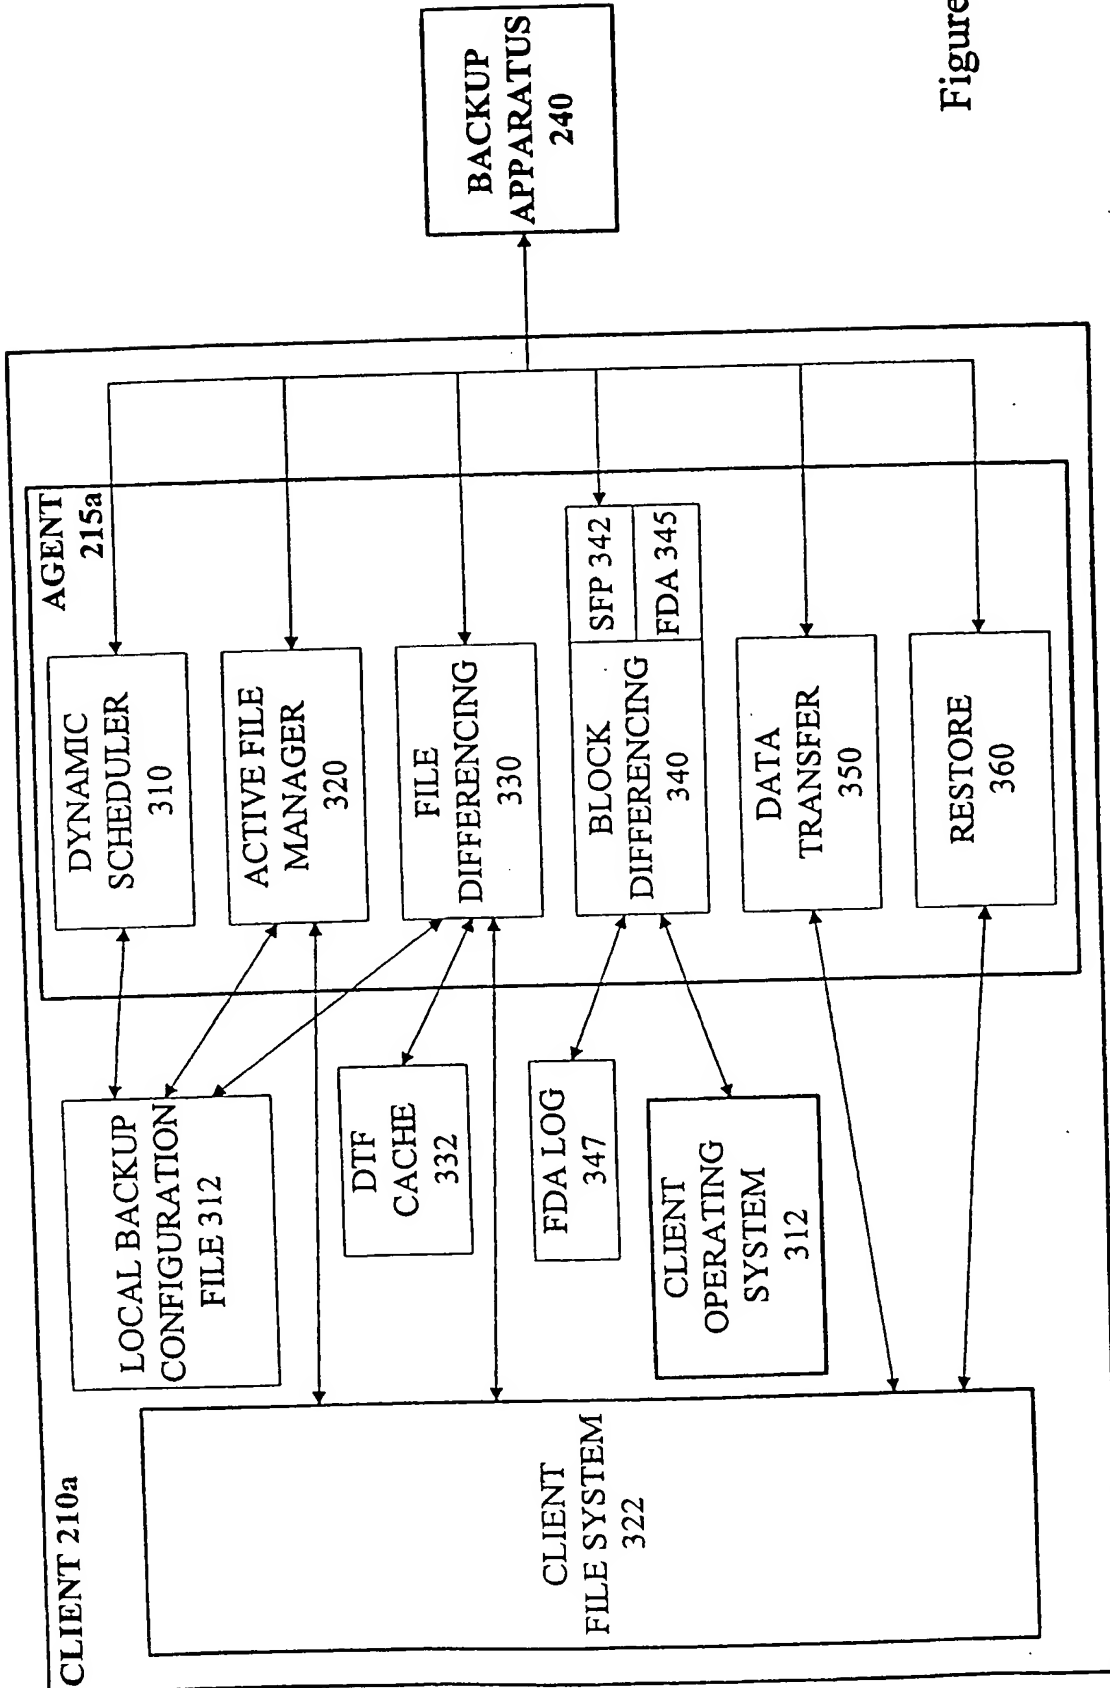 CLIENT 210a
CLIENT
FILE SYSTEM
322
LOCAL BACKUP
CONFIGURATION
FILE 312
DTF
CACHE
332
FDA LOG
347
CLIENT
OPERATING
SYSTEM
312
AGENT
215a
DYNAMIC
SCHEDULER
310
ACTIVE FILE
MANAGER
320
FILE
DIFFERENCING
330
BLOCK
DIFFERENCING
340
SFP 342
FDA 345
DATA
TRANSFER
350
RESTORE
360
BACKUP
APPARATUS
240
Figure